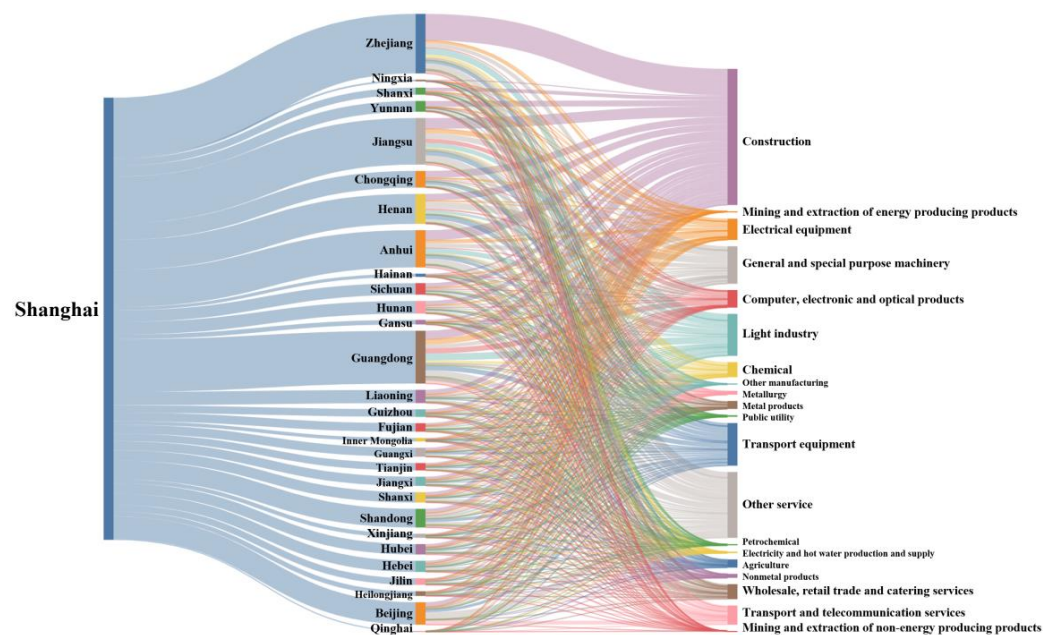 Shanghai
Zhejiang
Ningxia
Shanxi
Yunnan
Jiangsu
Chongqing
Henan
Anhui
Hainan
Sichuan
Hunan
Gansu
Guangdong
Liaoning
Guizhou
Fujian
Inner Mongolia
Guangxi
Tianjin
Jiangxi
Shanxi
Shandong
Xinjiang
Hubei
Hebei
Jilin
Heilongjiang
Beijing
Qinghai
Construction
Mining and extraction of energy producing products
Electrical equipment
General and special purpose machinery
Computer, electronic and optical products
Light industry
Chemical
Other manufacturing
Metallurgy
Metal products
Public utility
Transport equipment
Other service
Petrochemical
Electricity and hot water production and supply
Agriculture
Nonmetal products
Wholesale, retail trade and catering services
Transport and telecommunication services
Mining and extraction of non-energy producing products